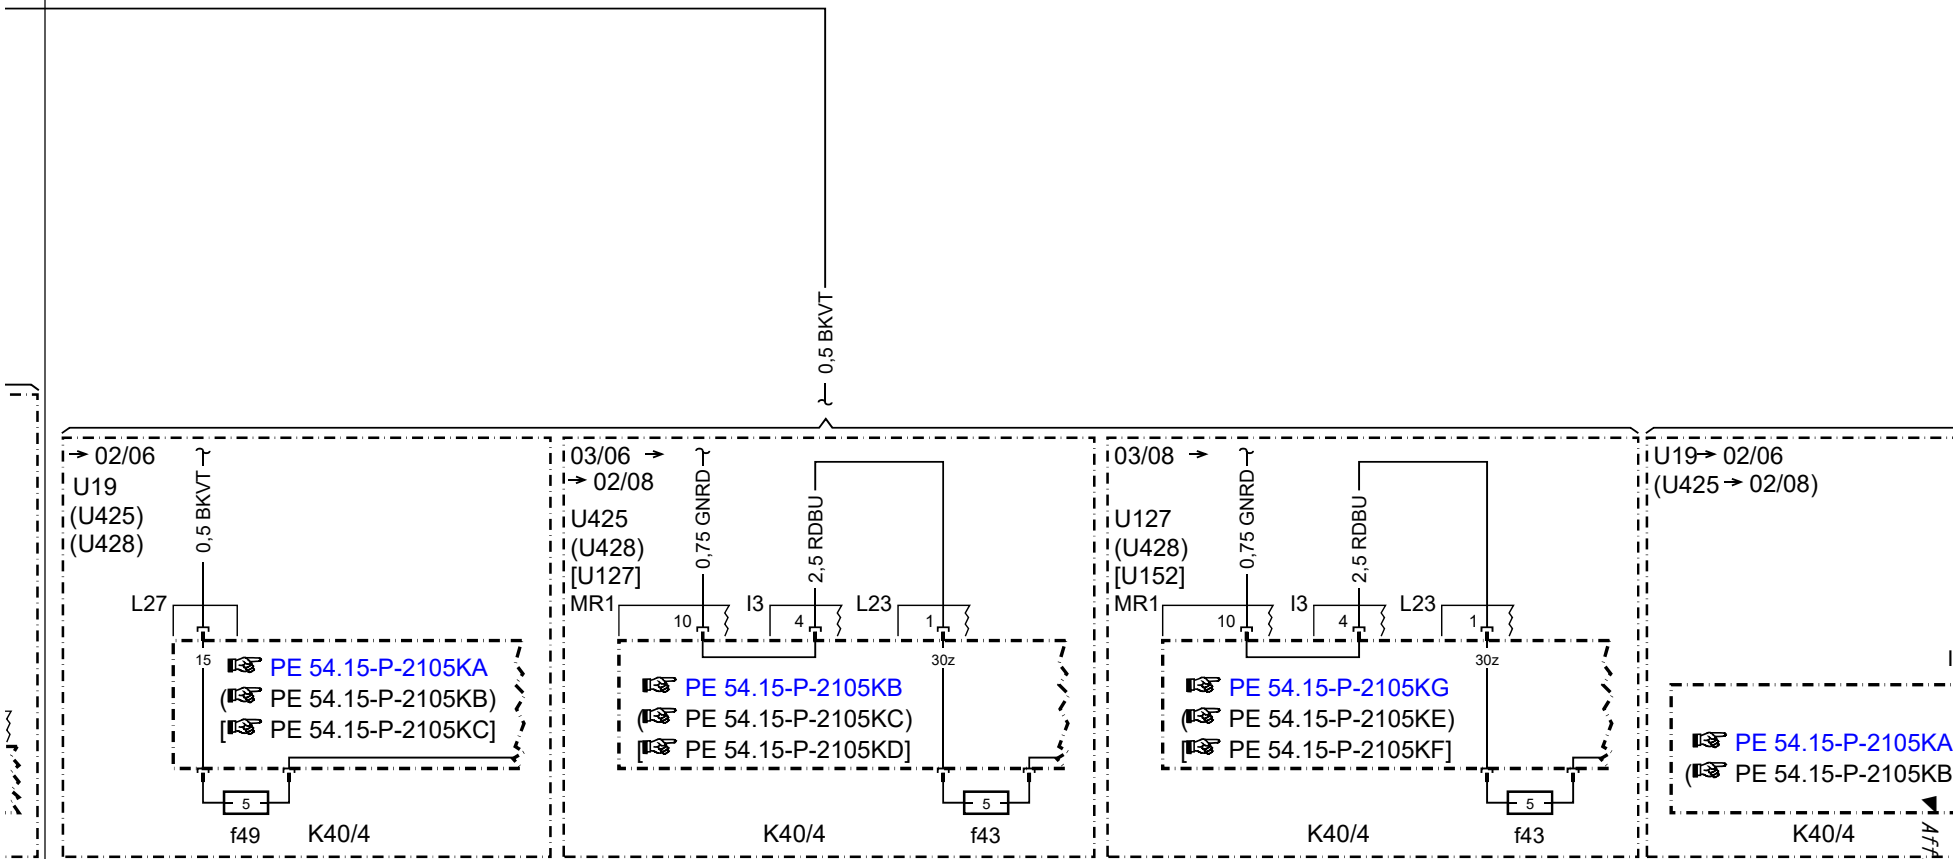 0,5 BKVT
→ 02/06
U19
(U425)
(U428)
0,5 BKVT
L27
15
PE 54.15-P-2105KA
(PE 54.15-P-2105KB)
[PE 54.15-P-2105KC]
5
f49
K40/4
03/06 →
→ 02/08
U425
(U428)
[U127]
0,75 GNRD
2,5 RDBU
MR1
10
I3
4
L23
1
30z
PE 54.15-P-2105KB
(PE 54.15-P-2105KC)
[PE 54.15-P-2105KD]
5
K40/4
f43
03/08 →
U127
(U428)
[U152]
0,75 GNRD
2,5 RDBU
MR1
10
I3
4
L23
1
30z
PE 54.15-P-2105KG
(PE 54.15-P-2105KE)
[PE 54.15-P-2105KF]
5
K40/4
f43
U19 → 02/06
(U425 → 02/08)
PE 54.15-P-2105KA
(PE 54.15-P-2105KB
K40/4